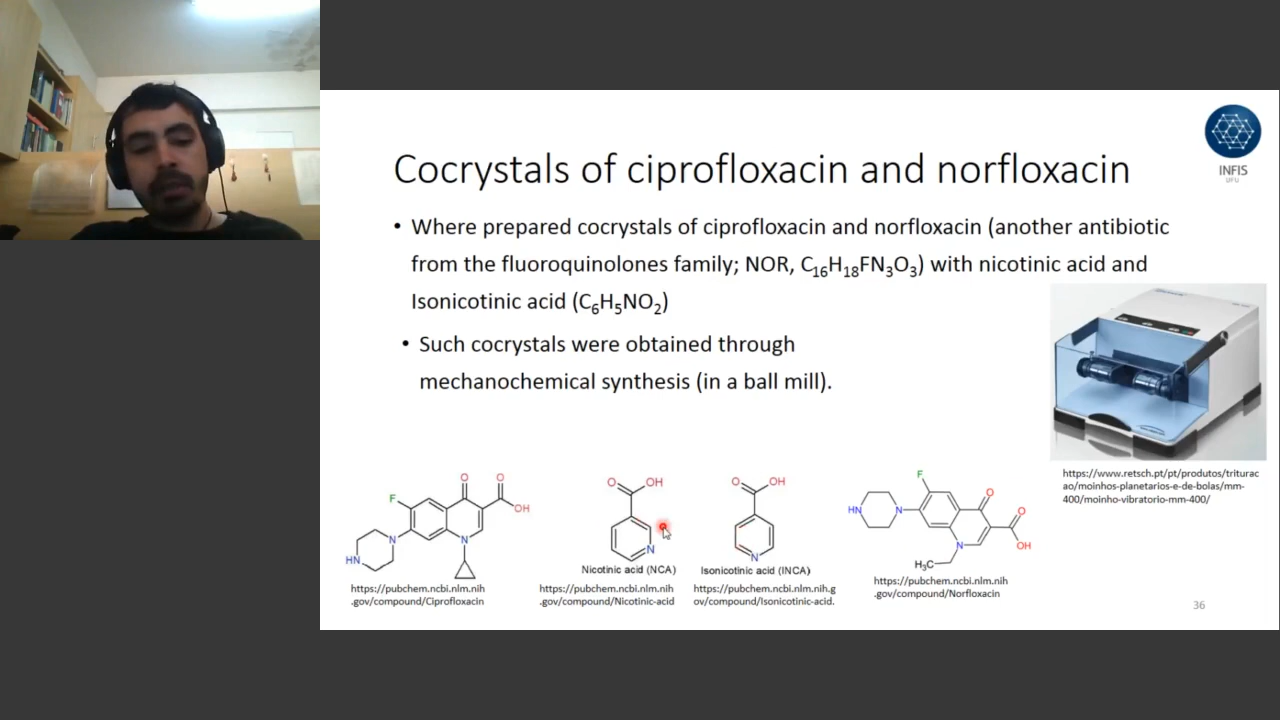 INFIS
UFU
Cocrystals of ciprofloxacin and norfloxacin
• Where prepared cocrystals of ciprofloxacin and norfloxacin (another antibiotic
from the fluoroquinolones family; NOR, C₁₆H₁₈FN₃O₃) with nicotinic acid and
Isonicotinic acid (C₆H₅NO₂)
• Such cocrystals were obtained through
mechanochemical synthesis (in a ball mill).
https://www.retsch.pt/pt/produtos/triturac
ao/moinhos-planetarios-e-de-bolas/mm-
400/moinho-vibratorio-mm-400/
O O
F
OH
N N
HN
https://pubchem.ncbi.nlm.nih
.gov/compound/Ciprofloxacin
O OH
N
Nicotinic acid (NCA)
https://pubchem.ncbi.nlm.nih
.gov/compound/Nicotinic-acid
O OH
N
Isonicotinic acid (INCA)
https://pubchem.ncbi.nlm.nih.g
ov/compound/Isonicotinic-acid.
F
O
HN N O
N OH
H₃C
https://pubchem.ncbi.nlm.nih
.gov/compound/Norfloxacin
36